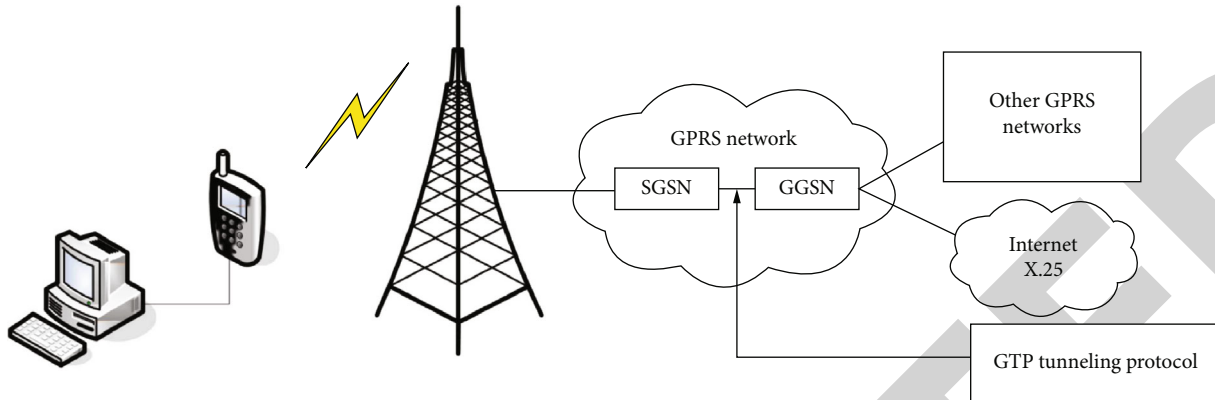 GPRS network
SGSN
GGSN
Other GPRS
networks
Internet
X.25
GTP tunneling protocol